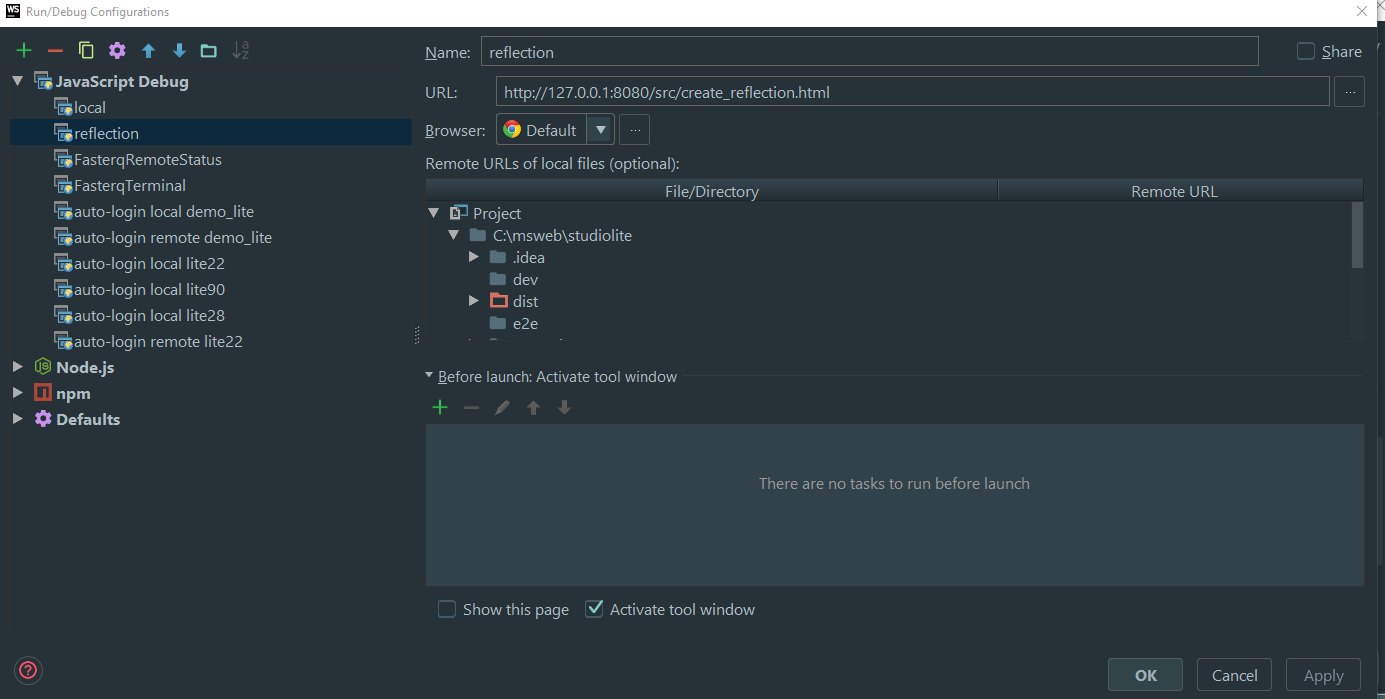 WS Run/Debug Configurations
JavaScript Debug
local
reflection
FasterqRemoteStatus
FasterqTerminal
auto-login local demo_lite
auto-login remote demo_lite
auto-login local lite22
auto-login local lite90
auto-login local lite28
auto-login remote lite22
Node.js
npm
Defaults
Name: reflection
Share
URL: http://127.0.0.1:8080/src/create_reflection.html ...
Browser: Default ...
Remote URLs of local files (optional):
File/Directory Remote URL
Project
C:\msweb\studiolite
.idea
dev
dist
e2e
Before launch: Activate tool window
There are no tasks to run before launch
Show this page Activate tool window
? OK Cancel Apply